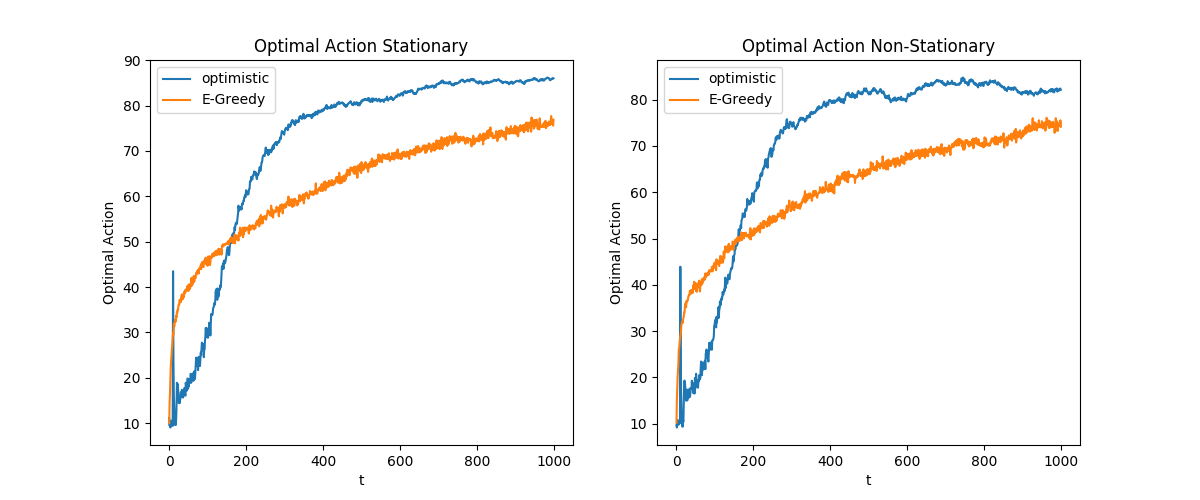 Optimal Action Stationary
optimistic
E-Greedy
Optimal Action
90
80
70
60
50
40
30
20
10
0 200 400 600 800 1000
t
Optimal Action Non-Stationary
optimistic
E-Greedy
Optimal Action
80
70
60
50
40
30
20
10
0 200 400 600 800 1000
t